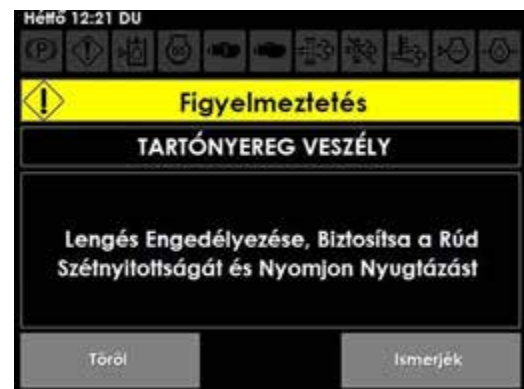 Hétfő 12:21 DU
Figyelmeztetés
TARTÓNYEREG VESZÉLY
Lengés Engedélyezése, Biztosítsa a Rúd
Szétnyitottságát és Nyomjon Nyugtázást
Töröl
Ismerjék